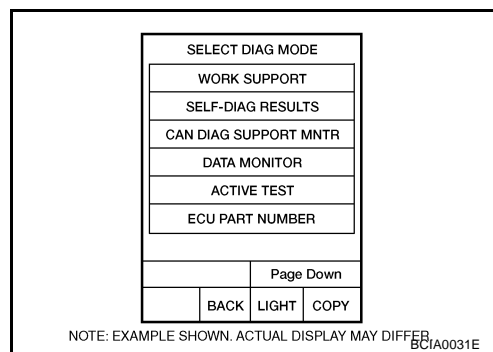 SELECT DIAG MODE
WORK SUPPORT
SELF-DIAG RESULTS
CAN DIAG SUPPORT MNTR
DATA MONITOR
ACTIVE TEST
ECU PART NUMBER
Page Down
BACK LIGHT COPY
NOTE: EXAMPLE SHOWN. ACTUAL DISPLAY MAY DIFFER
BCIA0031E